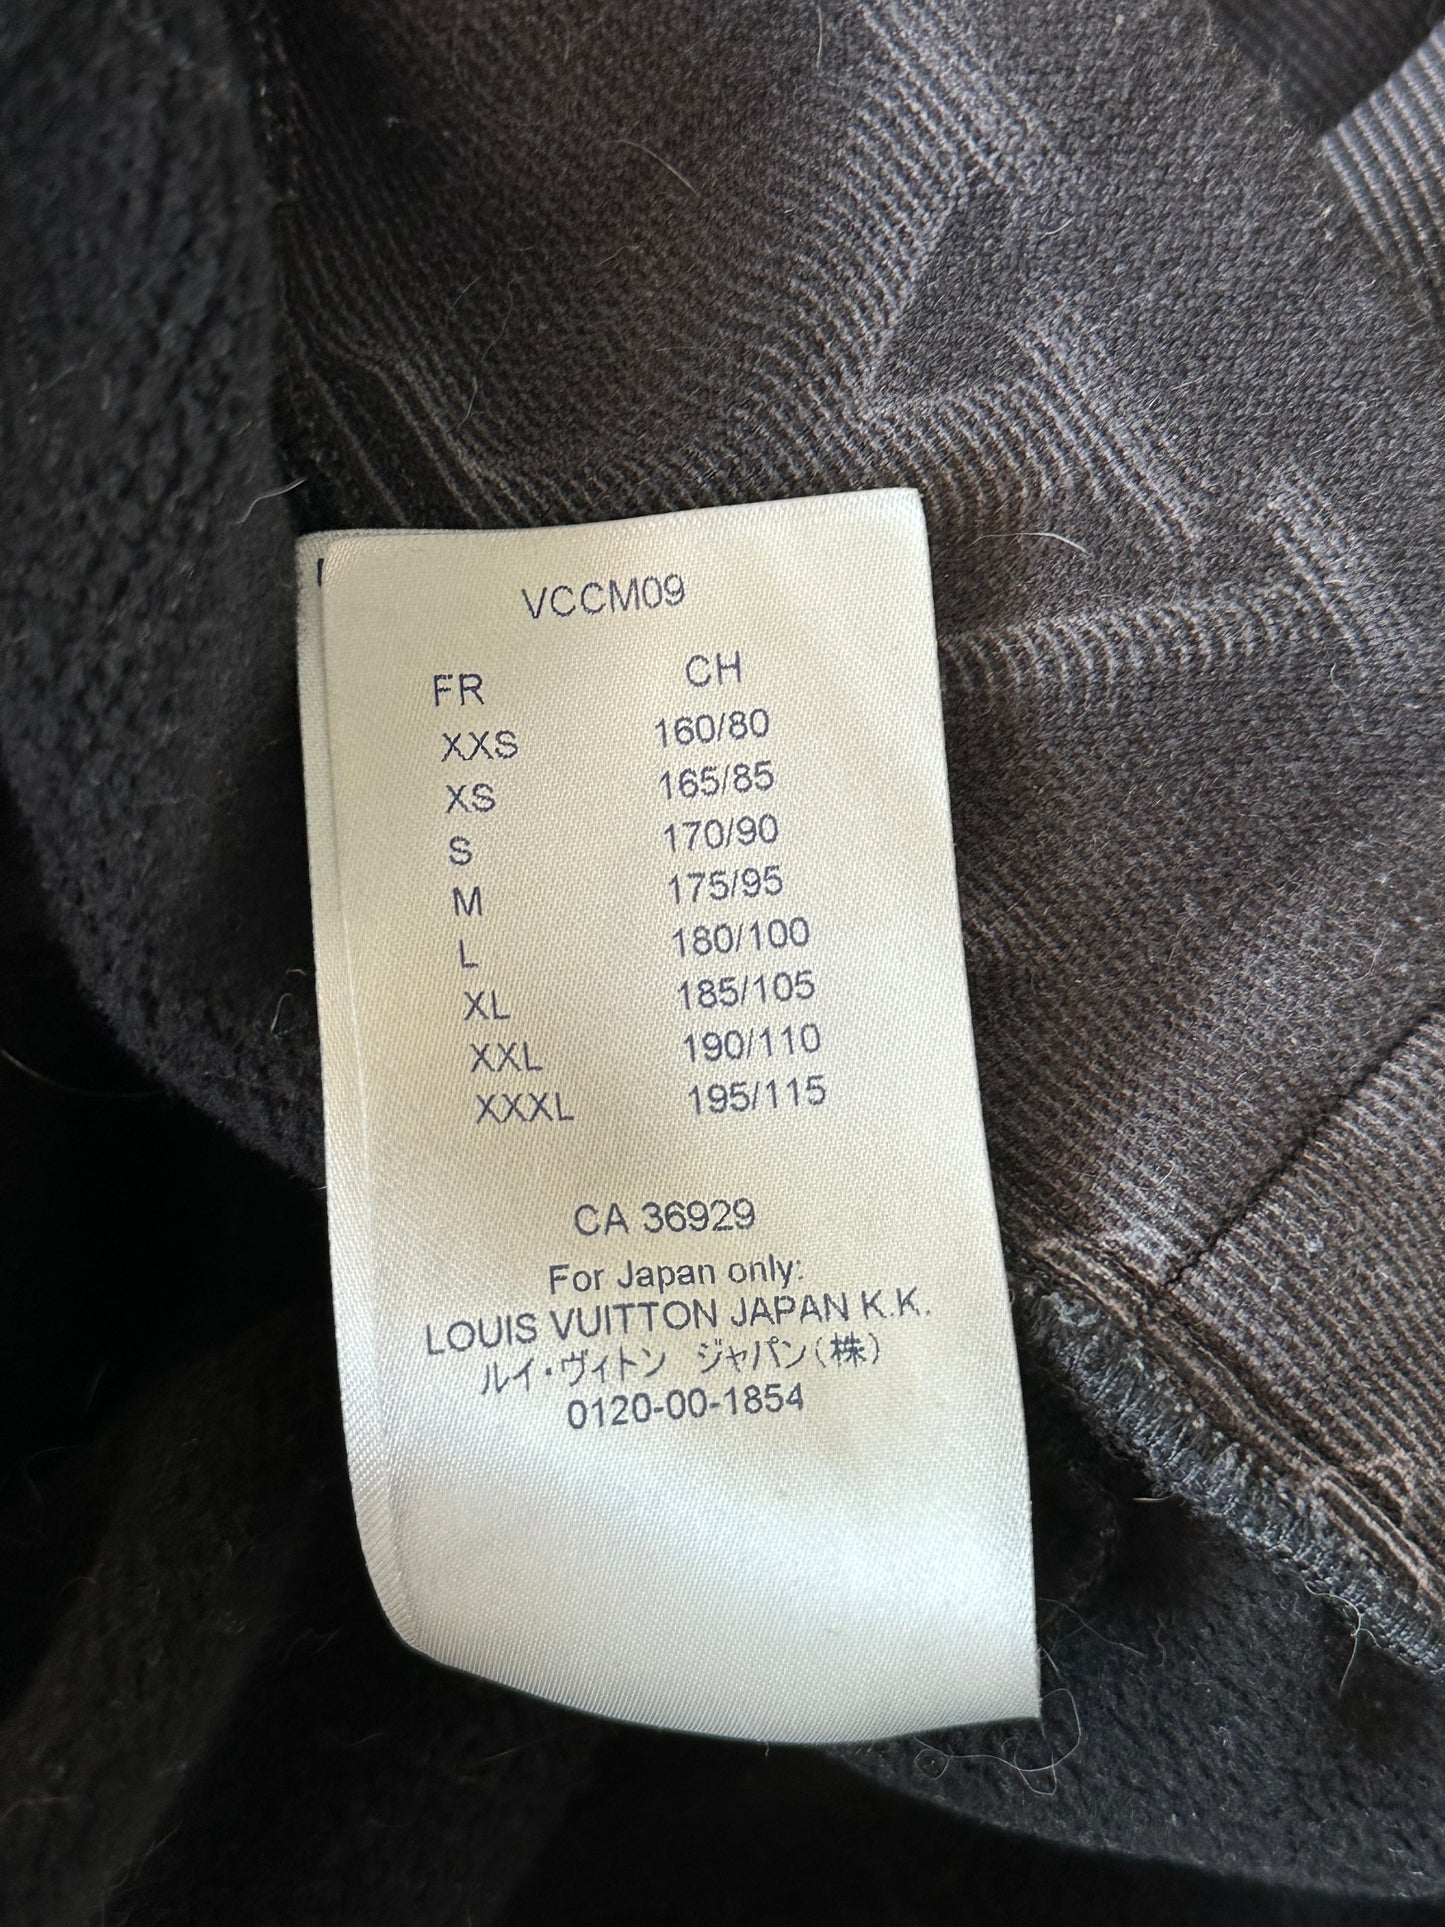 VCCM09
FR CH
XXS 160/80
XS 165/85
S 170/90
M 175/95
L 180/100
XL 185/105
XXL 190/110
XXXL 195/115
CA 36929
For Japan only:
LOUIS VUITTON JAPAN K.K.
ルイ・ヴィトン ジャパン(株)
0120-00-1854